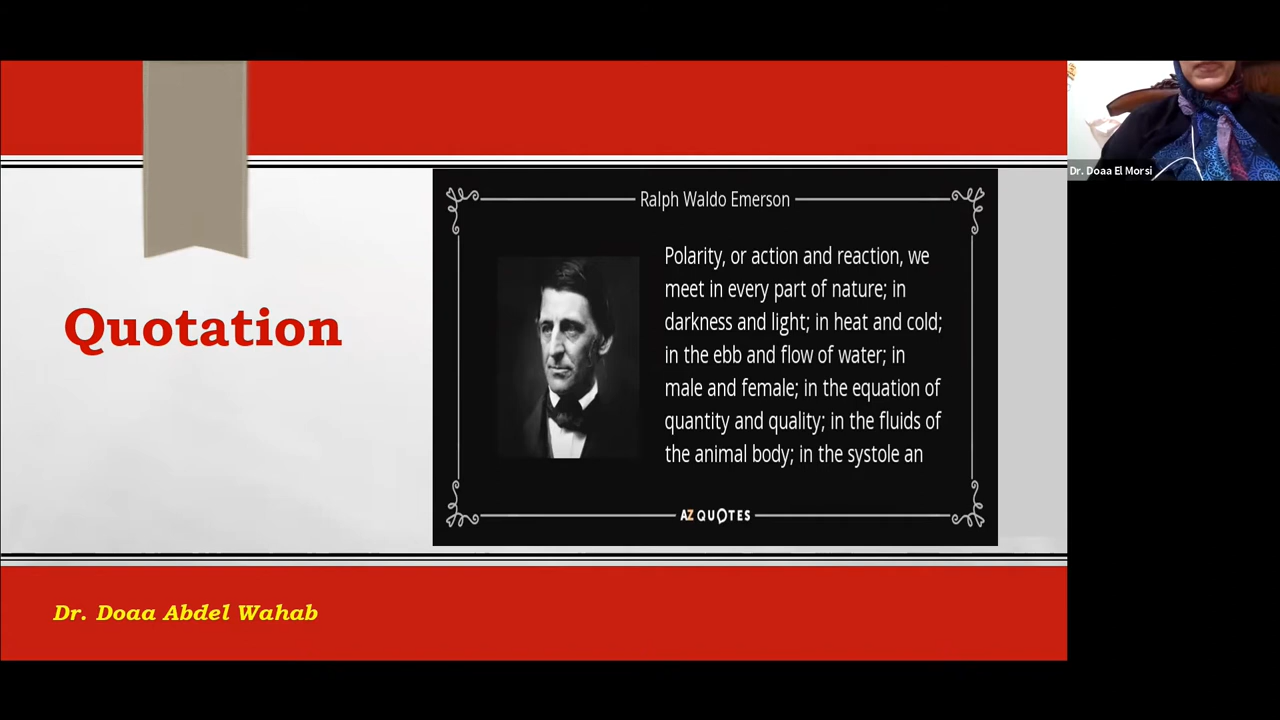 Dr. Doaa El Morsi
Ralph Waldo Emerson
Polarity, or action and reaction, we
meet in every part of nature; in
darkness and light; in heat and cold;
in the ebb and flow of water; in
male and female; in the equation of
quantity and quality; in the fluids of
the animal body; in the systole an
AZ QUOTES
Quotation
Dr. Doaa Abdel Wahab